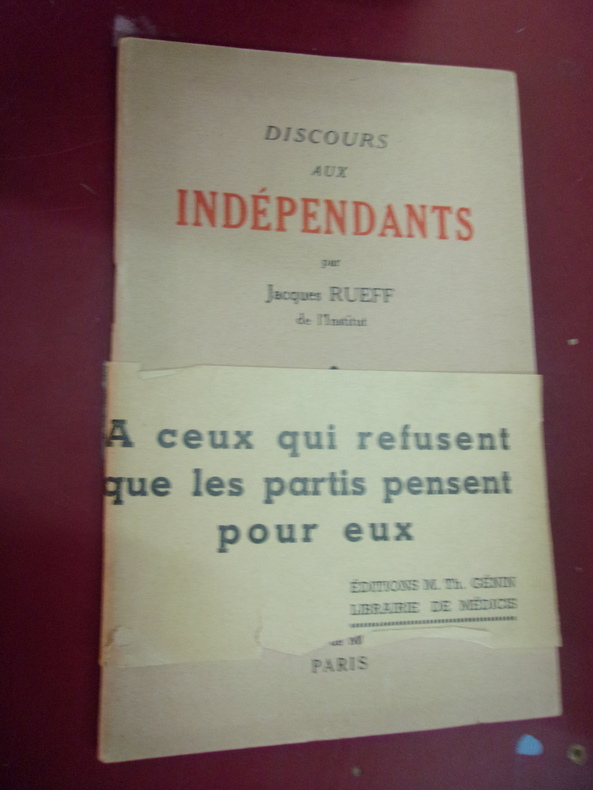 DISCOURS
AUX
INDÉPENDANTS
par
Jacques RUEFF
de l'Institut
A ceux qui refusent
que les partis pensent
pour eux
ÉDITIONS M. Th. GÉNIN
LIBRAIRIE DE MÉDICIS
PARIS